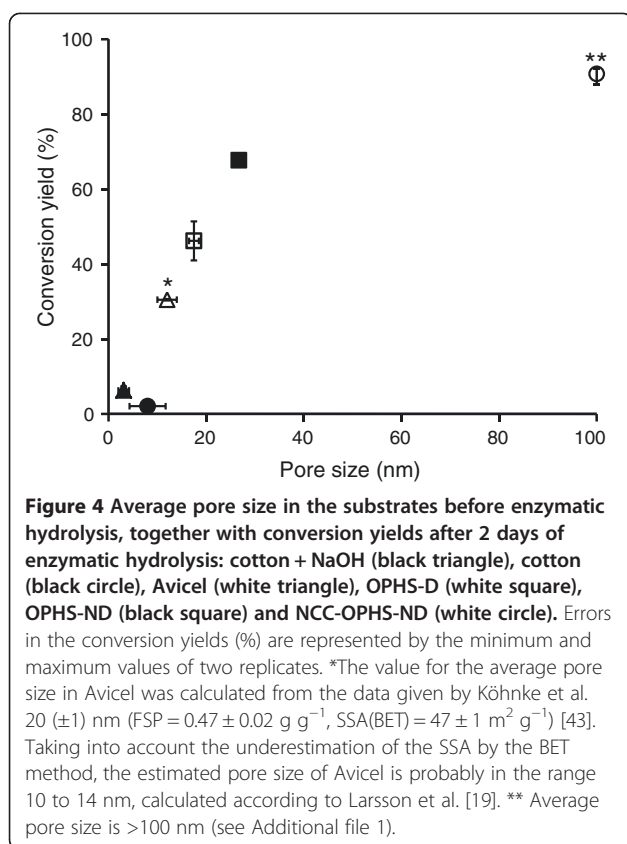 100
80
60
40
20
0
Conversion yield (%)
**
*
0
20
40
60
80
100
Pore size (nm)
Figure 4 Average pore size in the substrates before enzymatic
hydrolysis, together with conversion yields after 2 days of
enzymatic hydrolysis: cotton + NaOH (black triangle), cotton
(black circle), Avicel (white triangle), OPHS-D (white square),
OPHS-ND (black square) and NCC-OPHS-ND (white circle). Errors
in the conversion yields (%) are represented by the minimum and
maximum values of two replicates. *The value for the average pore
size in Avicel was calculated from the data given by Köhnke et al.
20 (±1) nm (FSP = 0.47 ± 0.02 g g⁻¹, SSA(BET) = 47 ± 1 m² g⁻¹) [43].
Taking into account the underestimation of the SSA by the BET
method, the estimated pore size of Avicel is probably in the range
10 to 14 nm, calculated according to Larsson et al. [19]. ** Average
pore size is >100 nm (see Additional file 1).